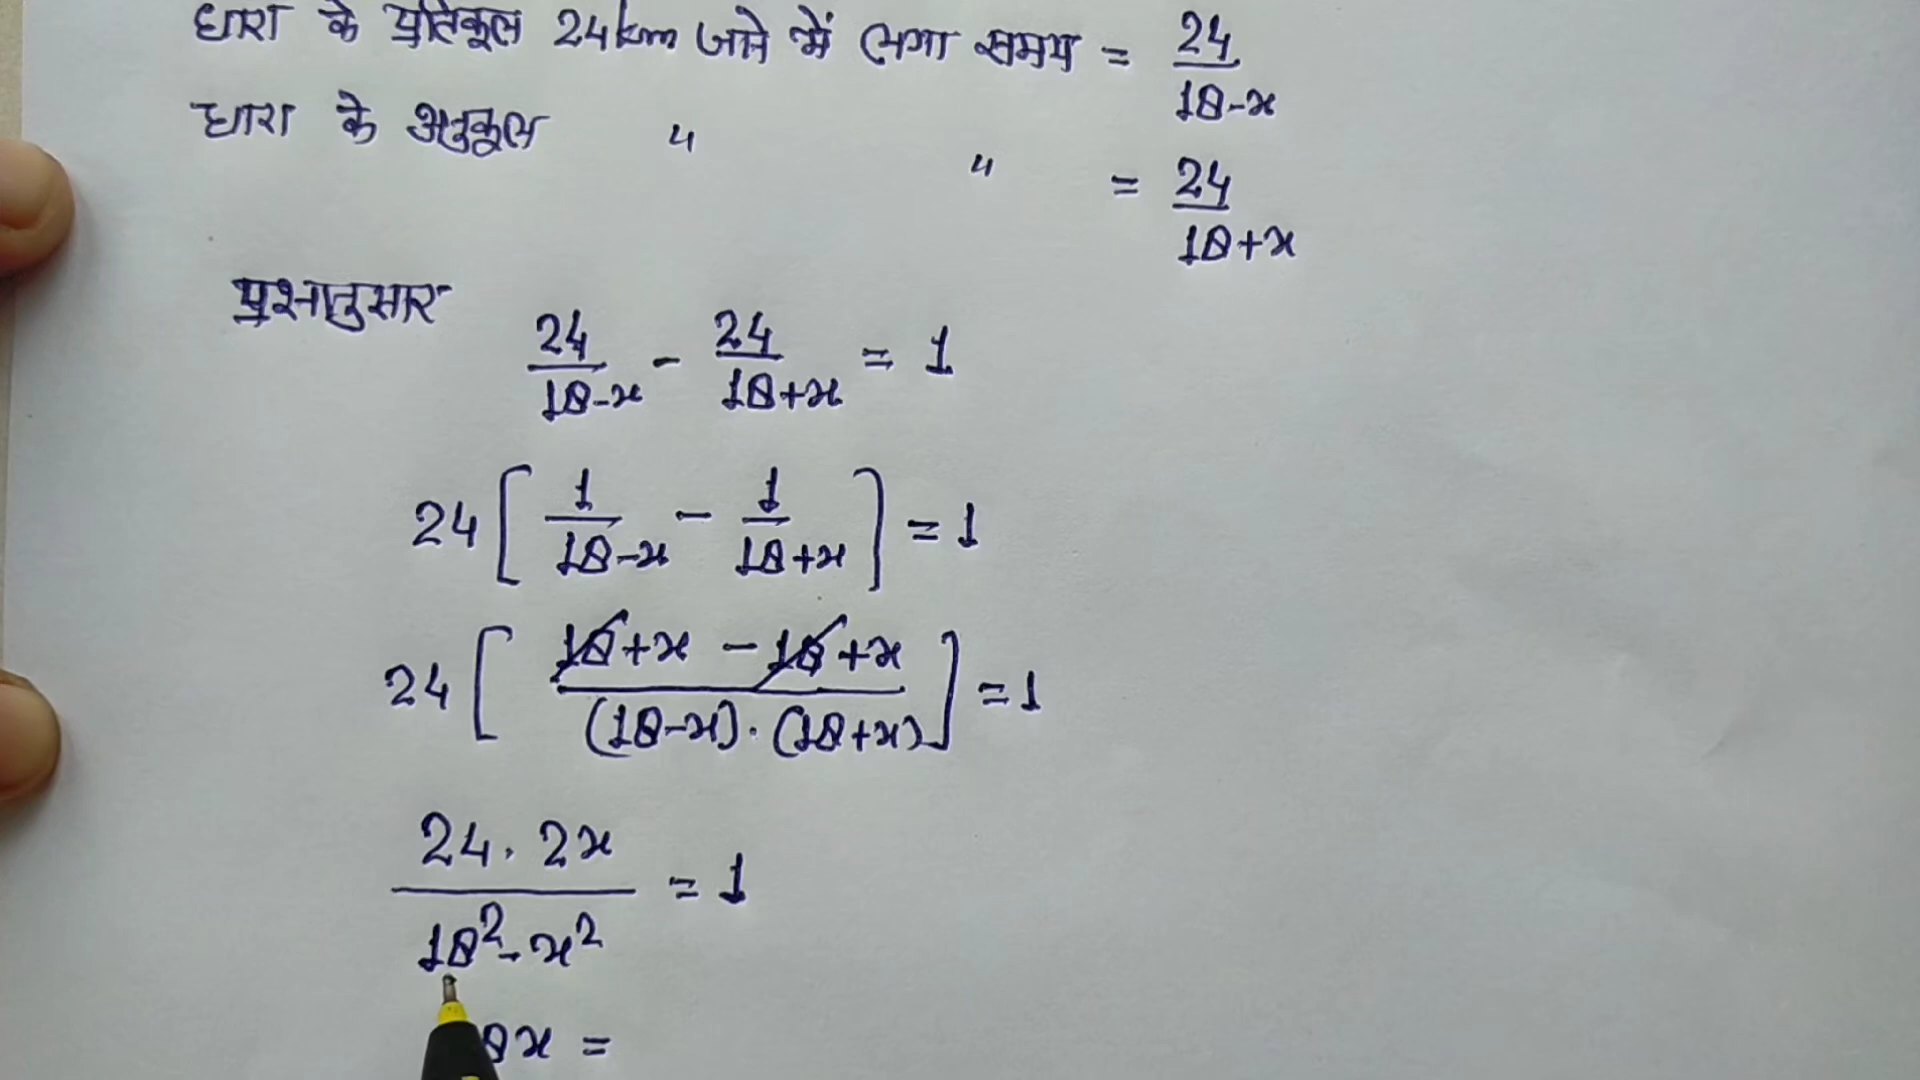 धारा के प्रतिकूल 24km जाने में लगा समय = 24/18-x
धारा के अनुकूल " " = 24/18+x
प्रश्नानुसार
24/18-x - 24/18+x = 1
24[1/18-x - 1/18+x] = 1
24[18+x - 18+x/(18-x).(18+x)] = 1
24.2x/18²-x² = 1
8x =